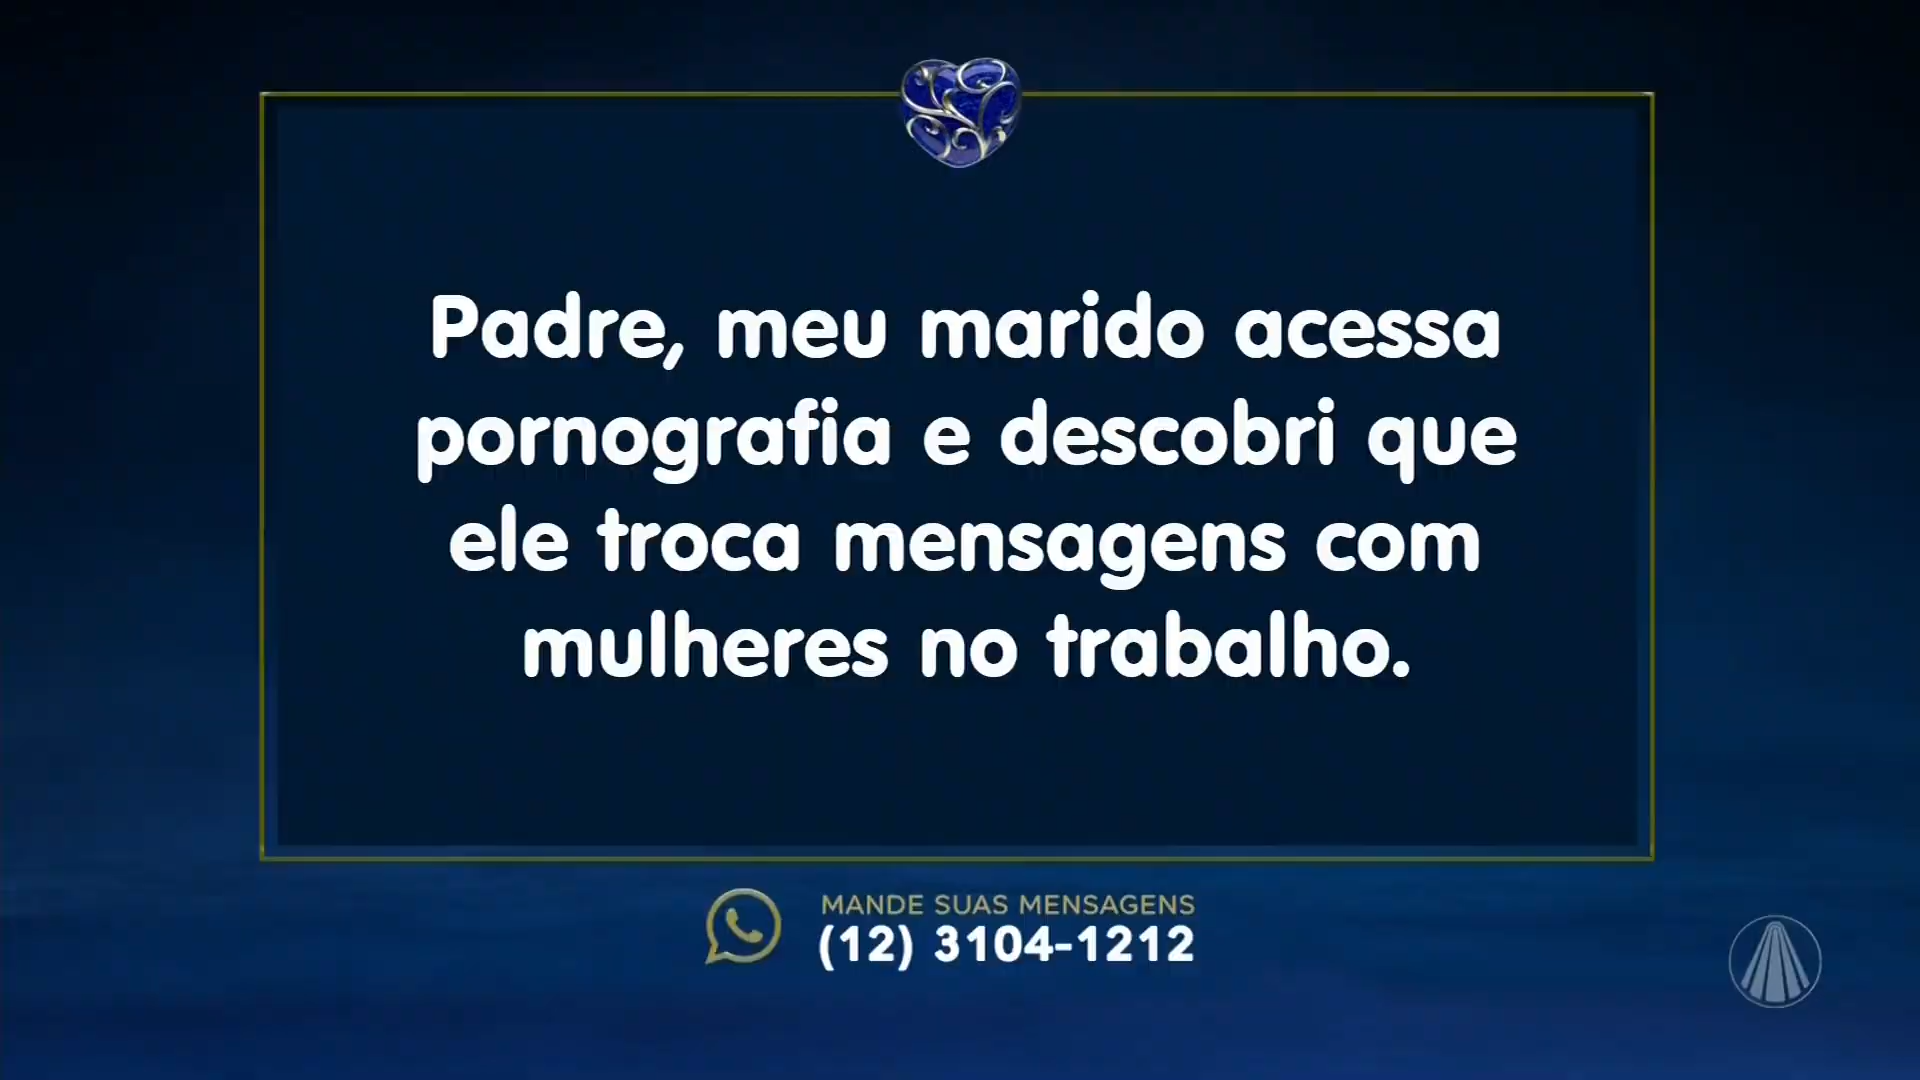 Padre, meu marido acessa
pornografia e descobri que
ele troca mensagens com
mulheres no trabalho.
MANDE SUAS MENSAGENS
(12) 3104-1212